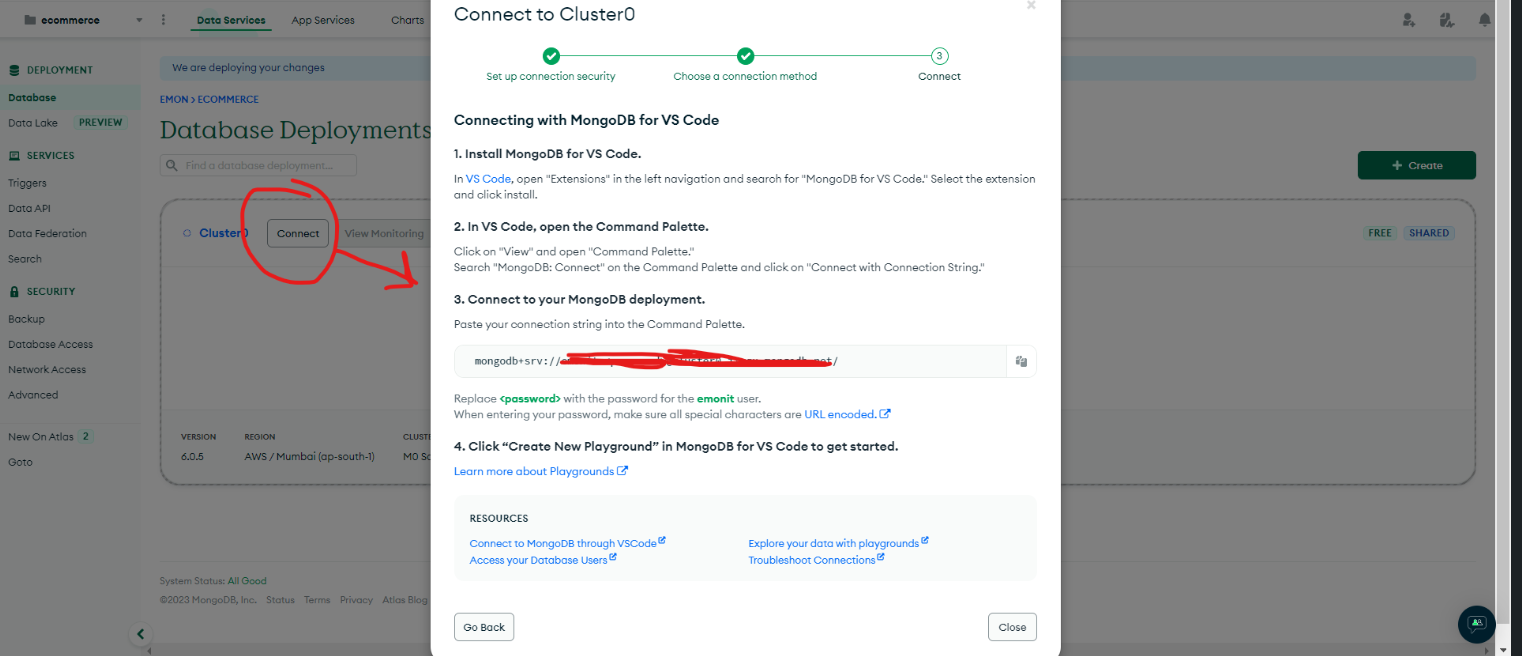 ecommerce
Data Services
App Services
Charts
DEPLOYMENT
Database
Data Lake
PREVIEW
SERVICES
Triggers
Data API
Data Federation
Search
SECURITY
Backup
Database Access
Network Access
Advanced
New On Atlas 2
Goto
We are deploying your changes
EMON > ECOMMERCE
Database Deployments
Find a database deployment...
+ Create
Cluster0
Connect
View Monitoring
FREE
SHARED
VERSION
6.0.5
REGION
AWS / Mumbai (ap-south-1)
CLUST
M0 Sa
System Status: All Good
©2023 MongoDB, Inc. Status Terms Privacy Atlas Blog
Connect to Cluster0
Set up connection security
Choose a connection method
3
Connect
Connecting with MongoDB for VS Code
1. Install MongoDB for VS Code.
In VS Code, open "Extensions" in the left navigation and search for "MongoDB for VS Code." Select the extension
and click install.
2. In VS Code, open the Command Palette.
Click on "View" and open "Command Palette."
Search "MongoDB: Connect" on the Command Palette and click on "Connect with Connection String."
3. Connect to your MongoDB deployment.
Paste your connection string into the Command Palette.
mongodb+srv://
Replace <password> with the password for the emonit user.
When entering your password, make sure all special characters are URL encoded.
4. Click “Create New Playground” in MongoDB for VS Code to get started.
Learn more about Playgrounds
RESOURCES
Connect to MongoDB through VSCode
Explore your data with playgrounds
Access your Database Users
Troubleshoot Connections
Go Back
Close